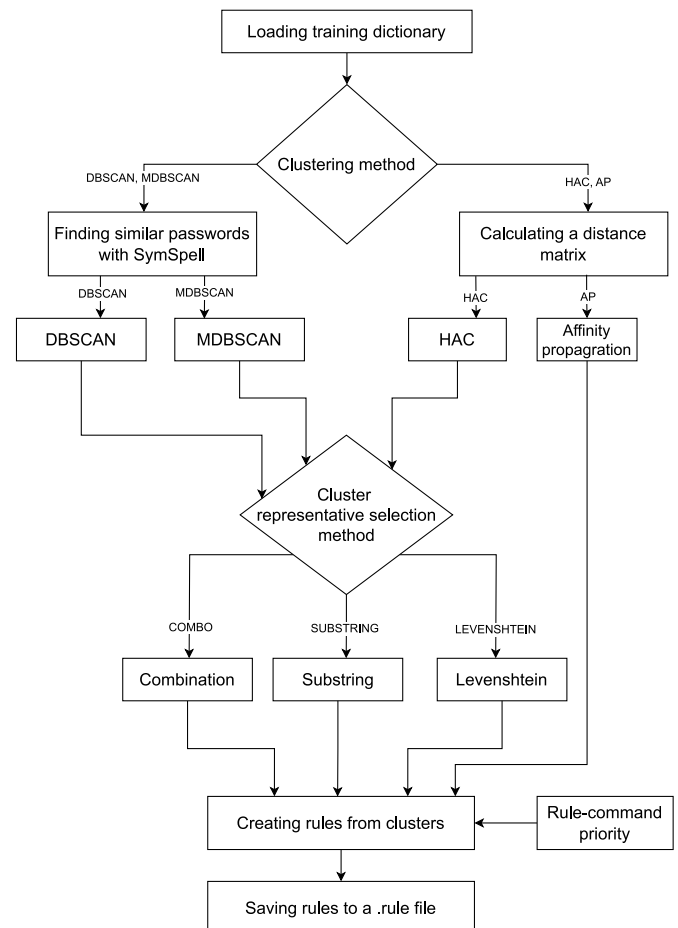 Loading training dictionary
Clustering method
DBSCAN, MDBSCAN
HAC, AP
Finding similar passwords
with SymSpell
Calculating a distance
matrix
DBSCAN
MDBSCAN
HAC
AP
DBSCAN
MDBSCAN
HAC
Affinity
propagration
Cluster
representative selection
method
COMBO
SUBSTRING
LEVENSHTEIN
Combination
Substring
Levenshtein
Creating rules from clusters
Rule-command
priority
Saving rules to a .rule file